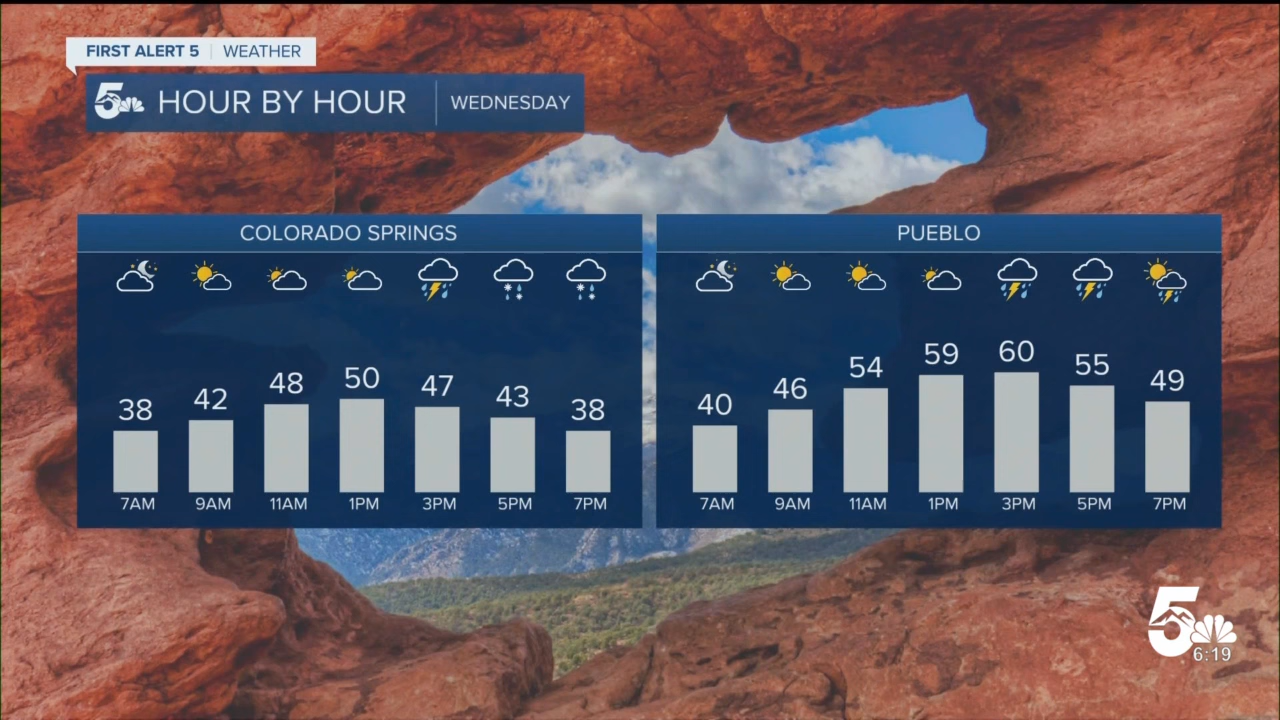 FIRST ALERT 5 | WEATHER
5 HOUR BY HOUR | WEDNESDAY
COLORADO SPRINGS
38 42 48 50 47 43 38
7AM 9AM 11AM 1PM 3PM 5PM 7PM
PUEBLO
40 46 54 59 60 55 49
7AM 9AM 11AM 1PM 3PM 5PM 7PM
5
6:19